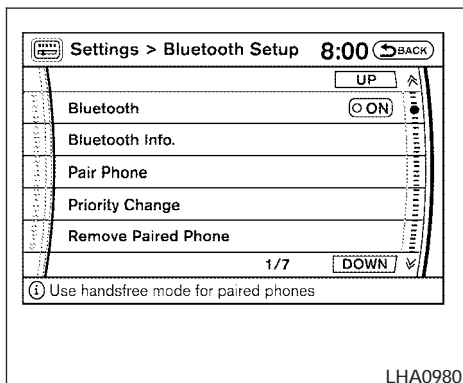 Settings > Bluetooth Setup 8:00 BACK
UP
Bluetooth ON
Bluetooth Info.
Pair Phone
Priority Change
Remove Paired Phone
1/7 DOWN
i Use handsfree mode for paired phones
LHA0980